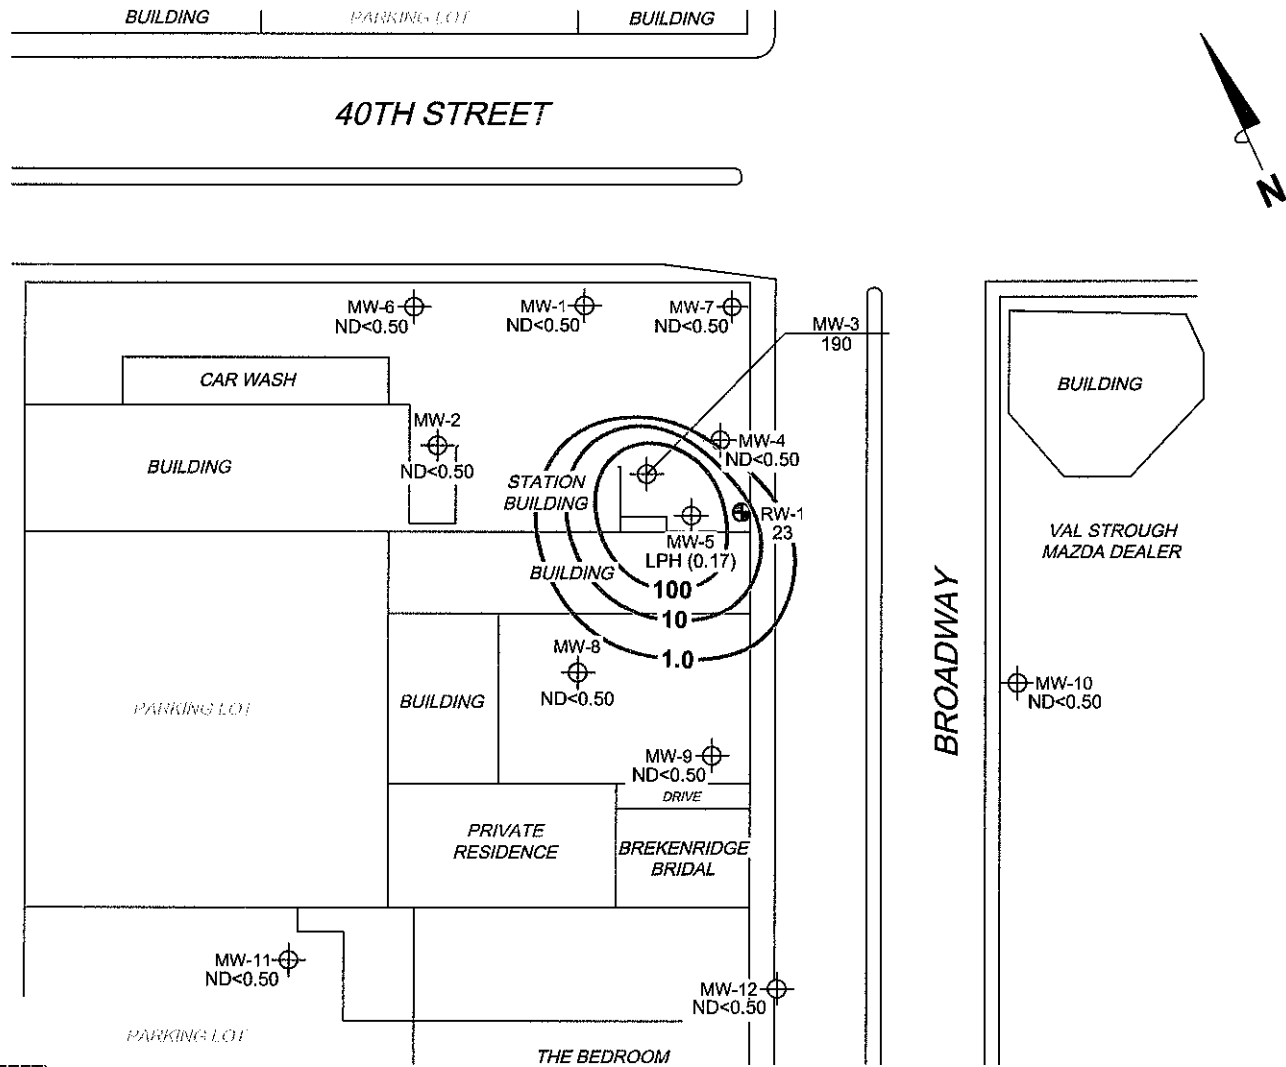 BUILDING
PARKING LOT
BUILDING
40TH STREET
N
MW-6
ND<0.50
MW-1
ND<0.50
MW-7
ND<0.50
MW-3
190
CAR WASH
BUILDING
MW-2
ND<0.50
BUILDING
MW-4
ND<0.50
STATION
BUILDING
RW-1
23
MW-5
LPH (0.17)
BUILDING
100
10
1.0
VAL STROUGH
MAZDA DEALER
BROADWAY
MW-8
ND<0.50
PARKING LOT
BUILDING
MW-10
ND<0.50
MW-9
ND<0.50
DRIVE
PRIVATE
RESIDENCE
BREKENRIDGE
BRIDAL
MW-11
ND<0.50
MW-12
ND<0.50
PARKING LOT
THE BEDROOM